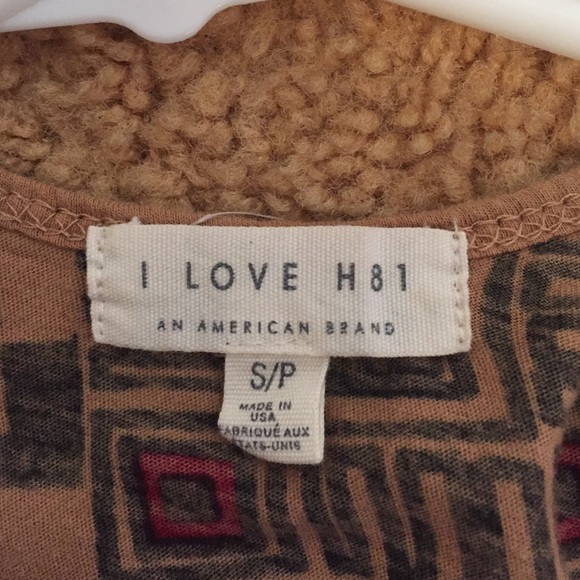 I LOVE H81
AN AMERICAN BRAND
S/P
MADE IN
USA
FABRIQUÉ AUX
ÉTATS-UNIS